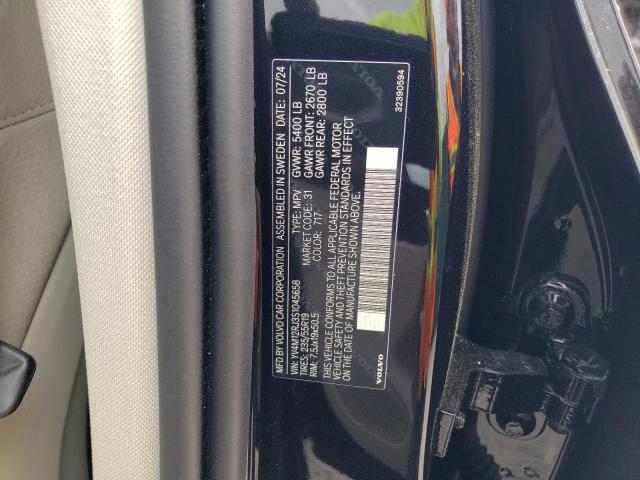 MFD BY VOLVO CAR CORPORATION ASSEMBLED IN SWEDEN DATE: 07/24
VIN: YV4M12RJ3S1045658 TYPE: MPV GVWR: 5400 LB
TIRES: 235/55R19 MARKET CODE: 31 GAWR FRONT: 2670 LB
RIM: 7.5Jx19x50.5 COLOR: 717 GAWR REAR: 2800 LB
THIS VEHICLE CONFORMS TO ALL APPLICABLE FEDERAL MOTOR
VEHICLE SAFETY AND THEFT PREVENTION STANDARDS IN EFFECT
ON THE DATE OF MANUFACTURE SHOWN ABOVE.
VOLVO 32390594